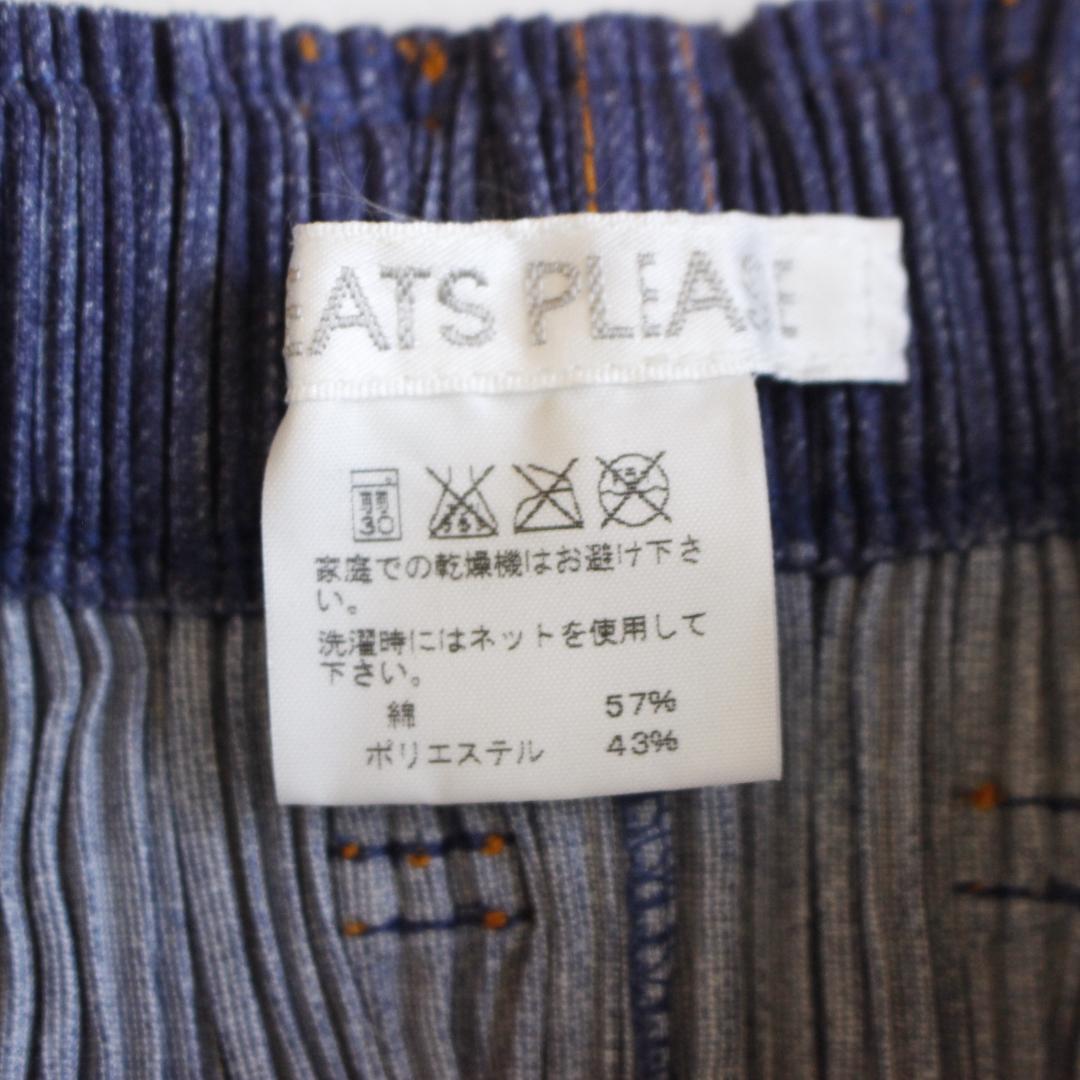 EATS PLEASE
弱
30
家庭での乾燥機はお避け下さ
い。
洗濯時にはネットを使用して
下さい。
綿 57%
ポリエステル 43%